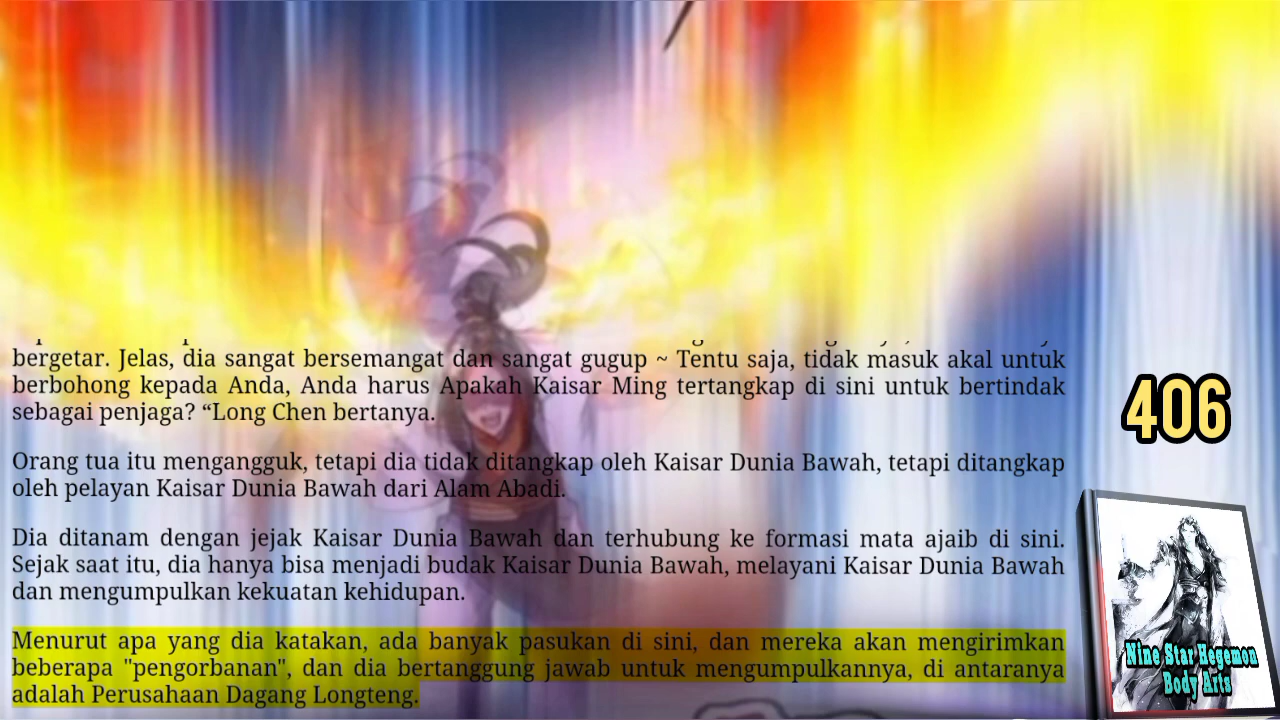 bergetar. Jelas, dia sangat bersemangat dan sangat gugup ~ Tentu saja, tidak masuk akal untuk
berbohong kepada Anda, Anda harus Apakah Kaisar Ming tertangkap di sini untuk bertindak
sebagai penjaga? “Long Chen bertanya.
Orang tua itu mengangguk, tetapi dia tidak ditangkap oleh Kaisar Dunia Bawah, tetapi ditangkap
oleh pelayan Kaisar Dunia Bawah dari Alam Abadi.
Dia ditanam dengan jejak Kaisar Dunia Bawah dan terhubung ke formasi mata ajaib di sini.
Sejak saat itu, dia hanya bisa menjadi budak Kaisar Dunia Bawah, melayani Kaisar Dunia Bawah
dan mengumpulkan kekuatan kehidupan.
Menurut apa yang dia katakan, ada banyak pasukan di sini, dan mereka akan mengirimkan
beberapa "pengorbanan", dan dia bertanggung jawab untuk mengumpulkannya, di antaranya
adalah Perusahaan Dagang Longteng.
406
Nine Star Hegemon
Body Arts